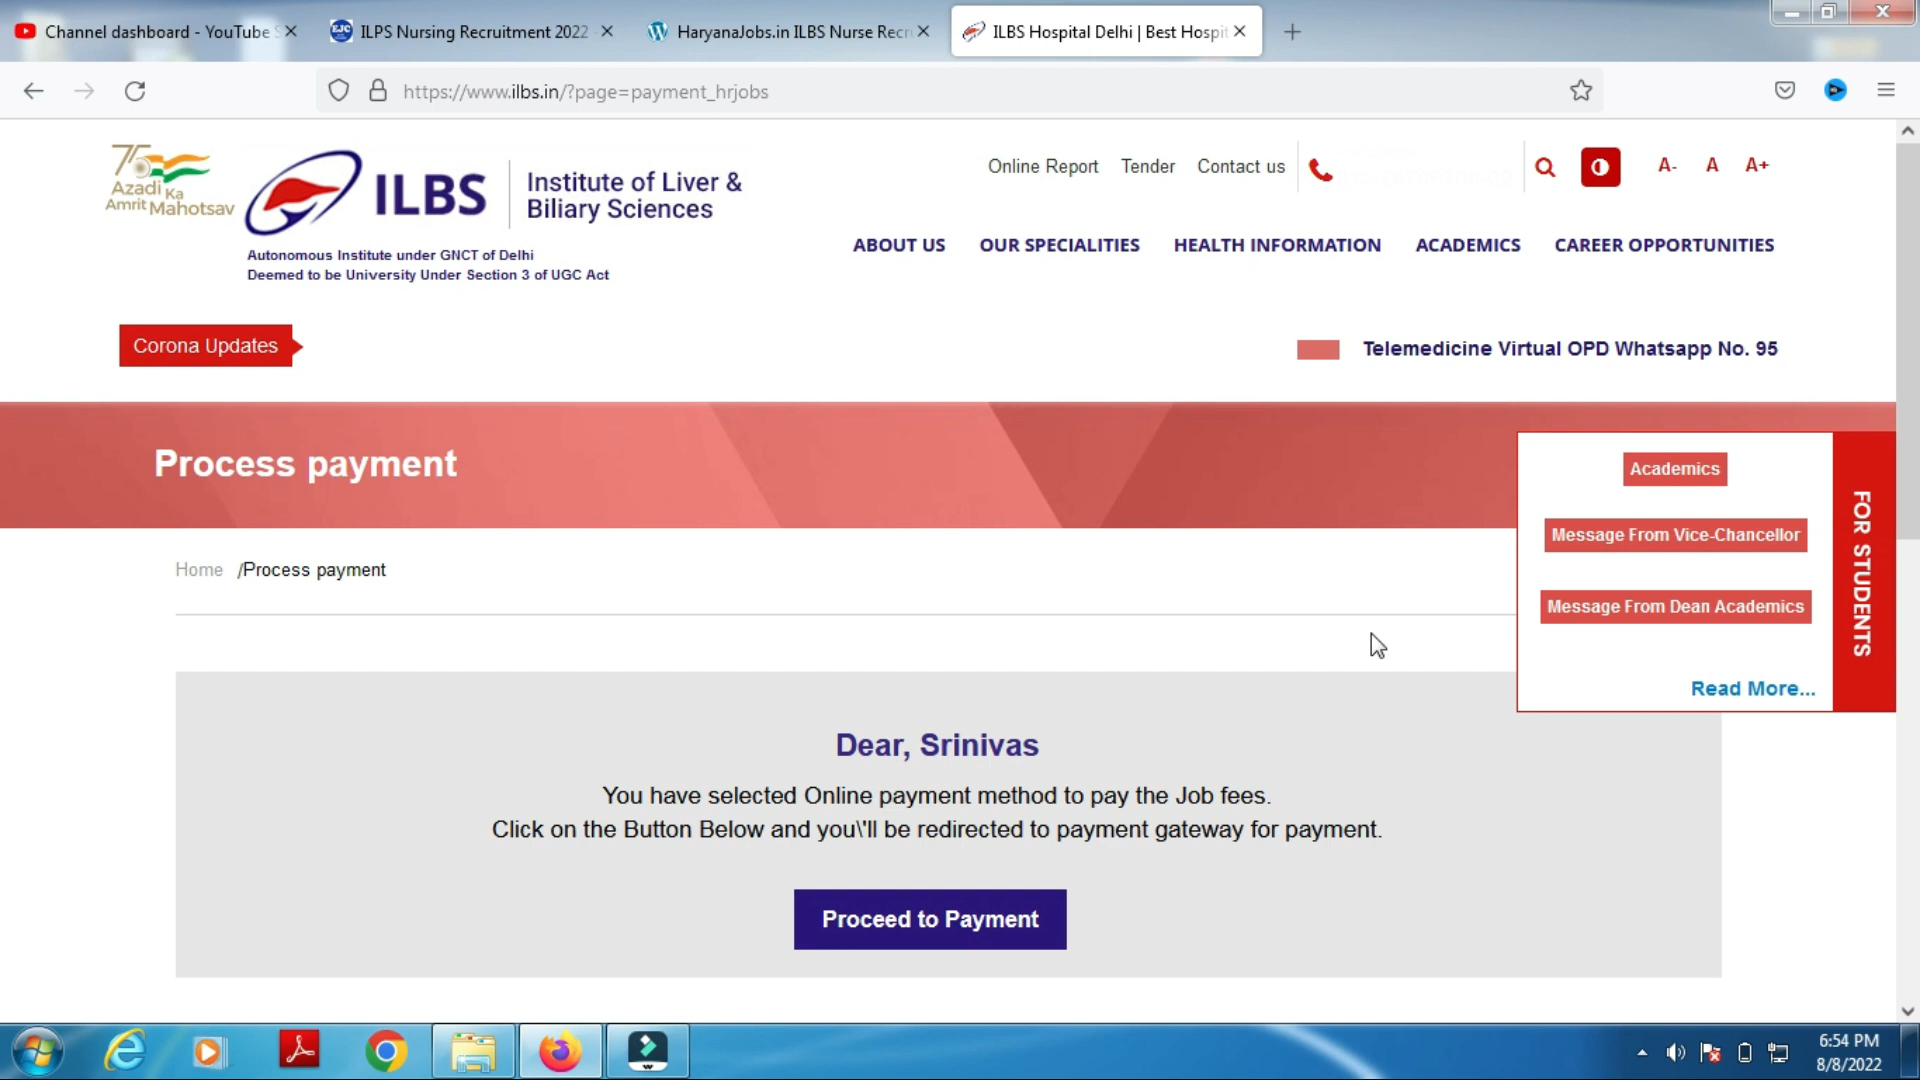 Channel dashboard - YouTube S
ILPS Nursing Recruitment 2022 -
HaryanaJobs.in ILBS Nurse Recru
ILBS Hospital Delhi | Best Hospit
https://www.ilbs.in/?page=payment_hrjobs
75
Azadi Ka
Amrit Mahotsav
ILBS
Institute of Liver &
Biliary Sciences
Autonomous Institute under GNCT of Delhi
Deemed to be University Under Section 3 of UGC Act
Online Report Tender Contact us
A- A A+
ABOUT US OUR SPECIALITIES HEALTH INFORMATION ACADEMICS CAREER OPPORTUNITIES
Corona Updates
Telemedicine Virtual OPD Whatsapp No. 95
Process payment
Academics
Message From Vice-Chancellor
Message From Dean Academics
Read More...
FOR STUDENTS
Home /Process payment
Dear, Srinivas
You have selected Online payment method to pay the Job fees.
Click on the Button Below and you\'ll be redirected to payment gateway for payment.
Proceed to Payment
6:54 PM
8/8/2022